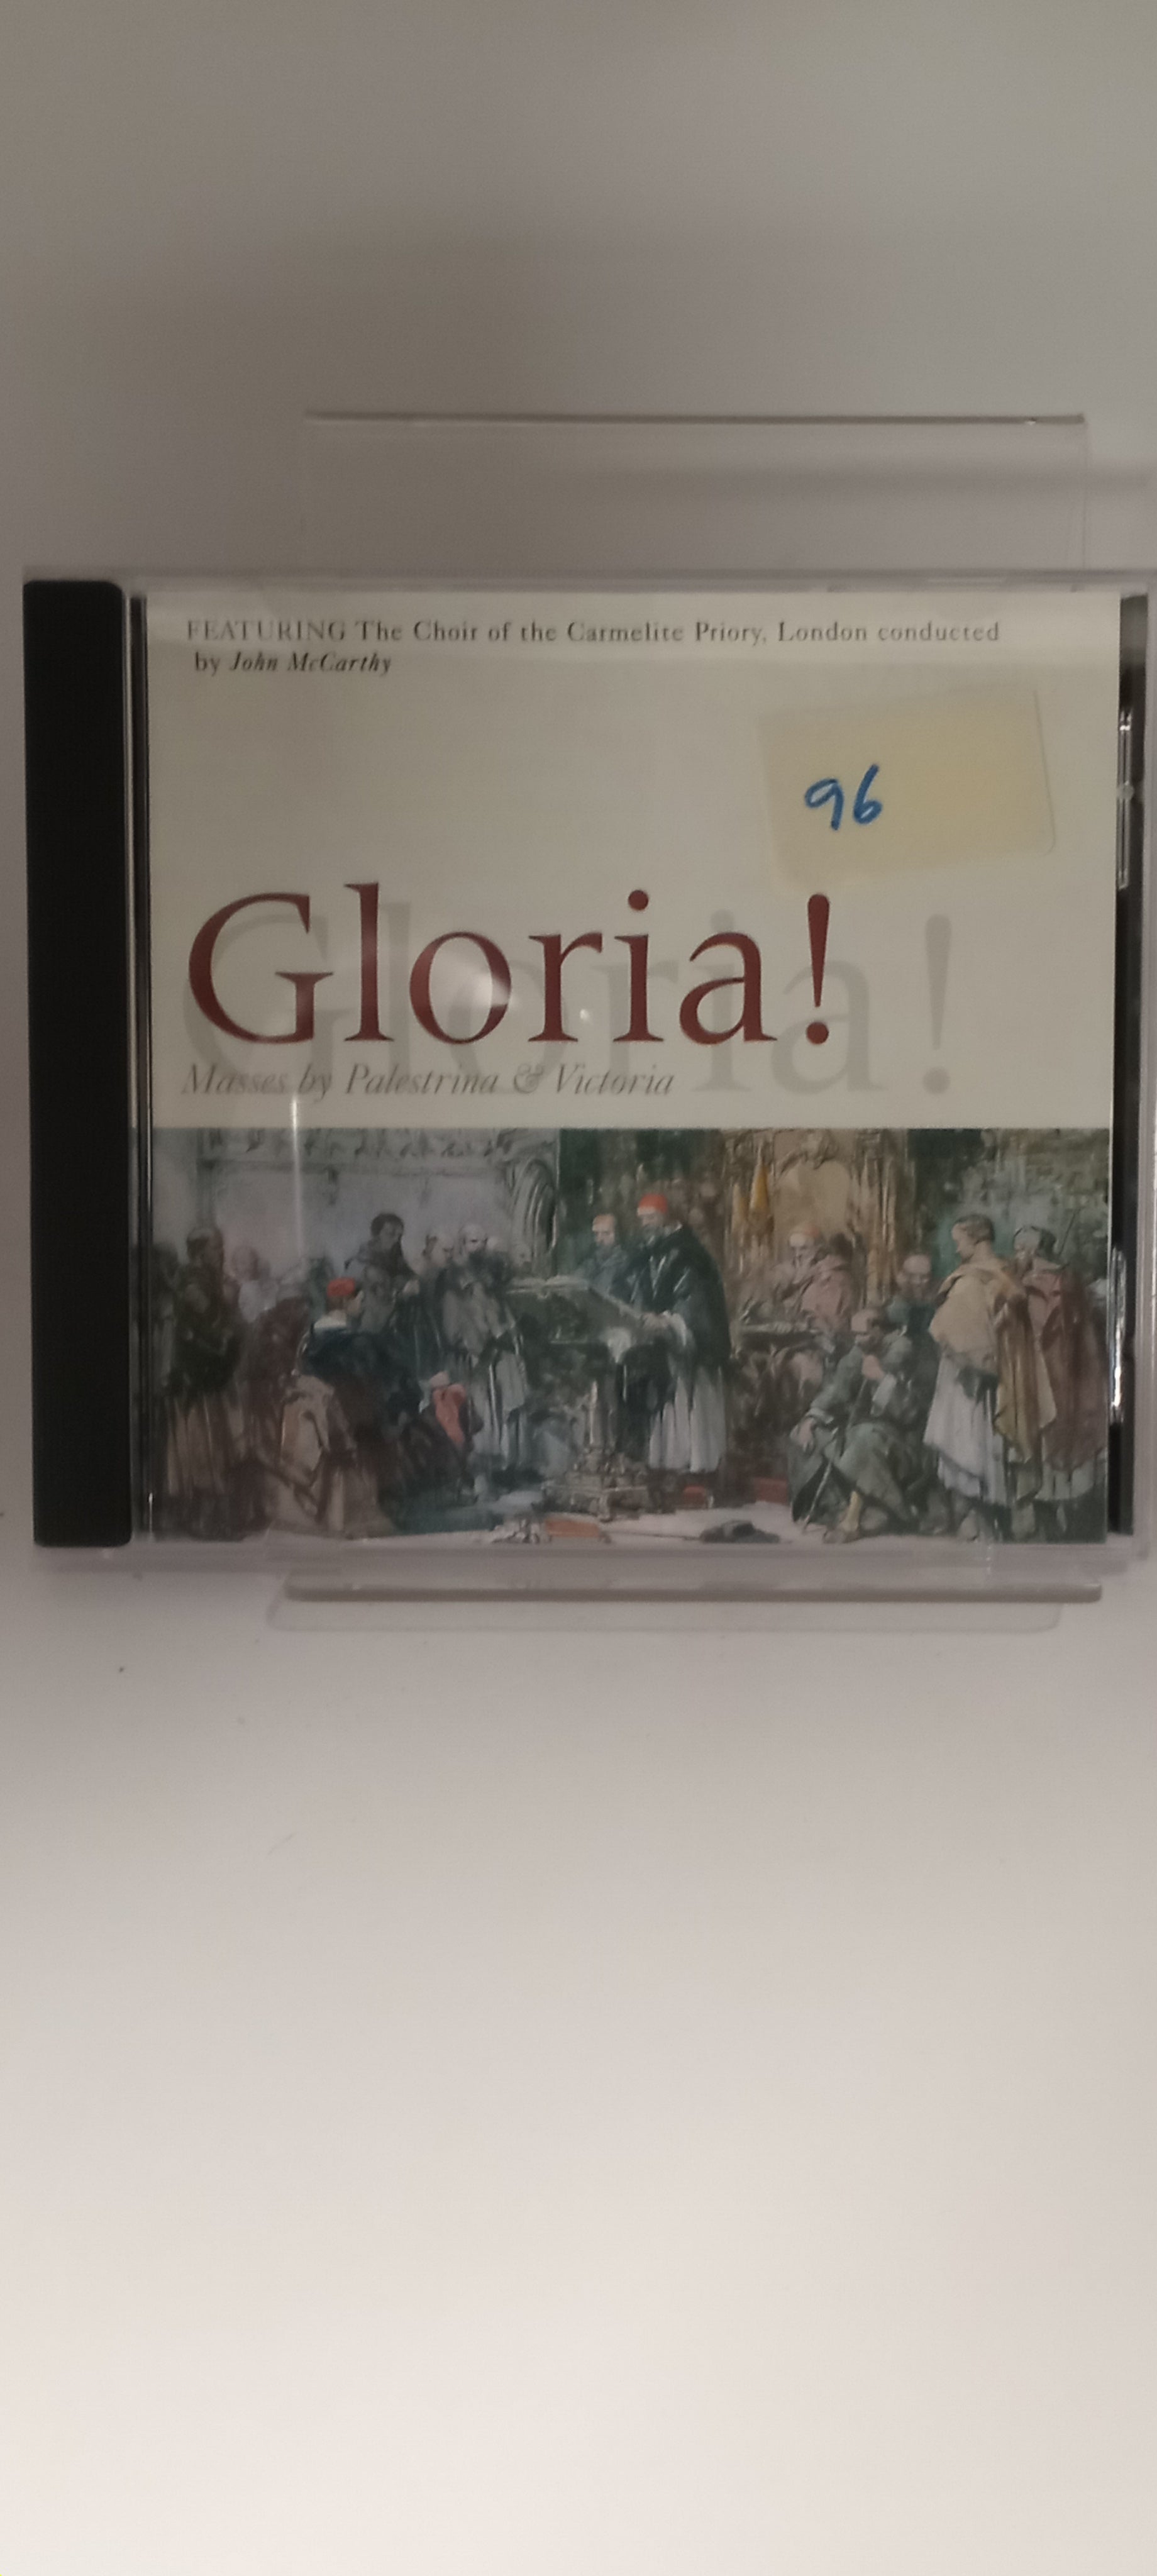 FEATURING The Choir of the Carmelite Priory, London conducted
by John McCarthy
96
Gloria!
Masses by Palestrina & Victoria